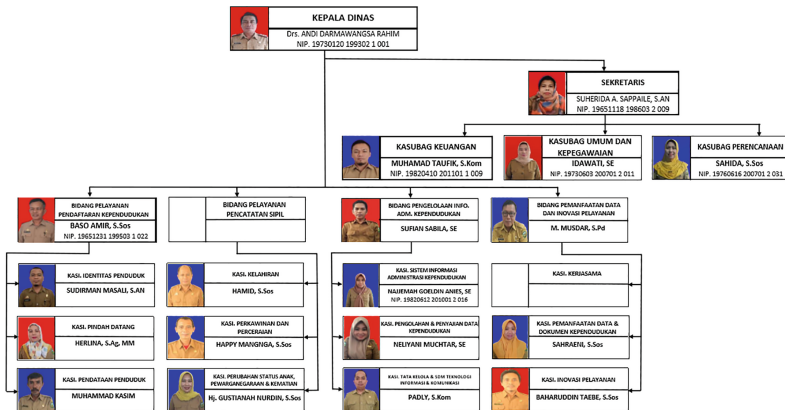 KEPALA DINAS
Drs. ANDI DARMAWANGSA RAHIM
NIP. 19730120 199302 1 001
SEKRETARIS
SUHERIDA A. SAPPAILE, S.AN
NIP. 19651118 198603 2 009
KASUBAG KEUANGAN
MUHAMAD TAUFIK, S.Kom
NIP. 19820410 201101 1 009
KASUBAG UMUM DAN
KEPEGAWAIAN
IDAWATI, SE
NIP. 19730603 200701 2 011
KASUBAG PERENCANAAN
SAHIDA, S.Sos
NIP. 19760616 200701 2 031
BIDANG PELAYANAN
PENDAFTARAN KEPENDUDUKAN
BASO AMIR, S.Sos
NIP. 19651231 199503 1 022
BIDANG PELAYANAN
PENCATATAN SIPIL
BIDANG PENGELOLAAN INFO.
ADM. KEPENDUDUKAN
SUFIAN SABILA, SE
BIDANG PEMANFAATAN DATA
DAN INOVASI PELAYANAN
M. MUSDAR, S.Pd
KASI. IDENTITAS PENDUDUK
SUDIRMAN MASALI, S.AN
KASI. KELAHIRAN
HAMID, S.Sos
KASI. SISTEM INFORMASI
ADMINISTRASI KEPENDUDUKAN
NAJIEMAH GOELDIN ANIES, SE
NIP. 19820612 201001 2 016
KASI. KERJASAMA
KASI. PINDAH DATANG
HERLINA, S.Ag, MM
KASI. PERKAWINAN DAN
PERCERAIAN
HAPPY MANGNGA, S.Sos
KASI. PENGOLAHAN & PENYAJIAN DATA
KEPENDUDUKAN
NELIYANI MUCHTAR, SE
KASI. PEMANFAATAN DATA &
DOKUMEN KEPENDUDUKAN
SAHRAENI, S.Sos
KASI. PENDATAAN PENDUDUK
MUHAMMAD KASIM
KASI. PERUBAHAN STATUS ANAK,
PEWARGANEGARAAN & KEMATIAN
Hj. GUSTIANAH NURDIN, S.Sos
KASI. TATA KELOLA & SDM TEKNOLOGI
INFORMASI & KOMUNIKASI
PADLY, S.Kom
KASI. INOVASI PELAYANAN
BAHARUDDIN TAEBE, S.Sos